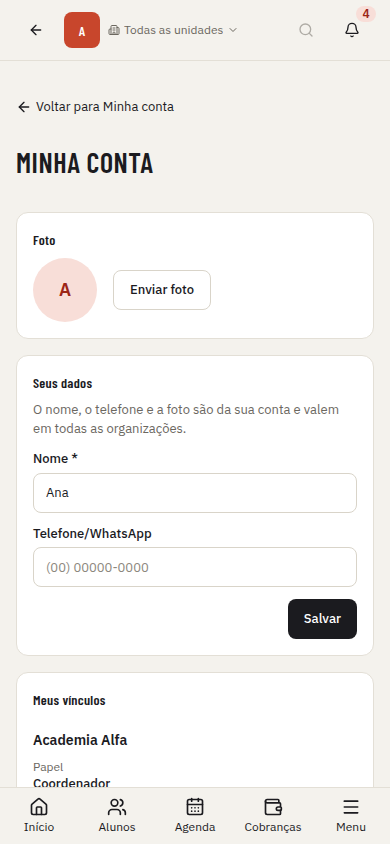 A
Todas as unidades
4
Voltar para Minha conta
MINHA CONTA
Foto
A
Enviar foto
Seus dados
O nome, o telefone e a foto são da sua conta e valem
em todas as organizações.
Nome *
Ana
Telefone/WhatsApp
(00) 00000-0000
Salvar
Meus vínculos
Academia Alfa
Papel
Coordenador
Início
Alunos
Agenda
Cobranças
Menu